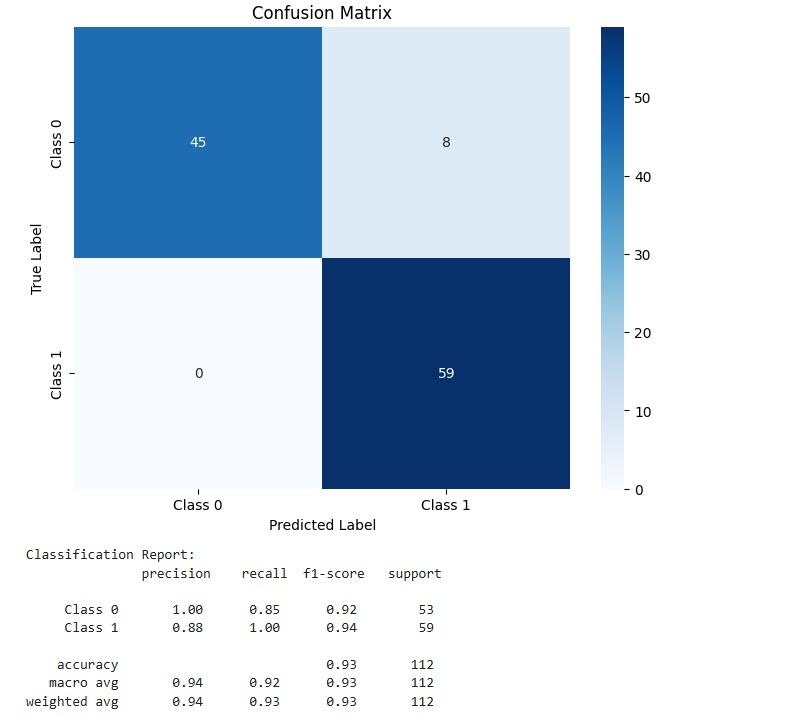 Confusion Matrix
Class 0
45
8
50
40
True Label
30
20
Class 1
0
59
10
0
Class 0
Class 1
Predicted Label
Classification Report:
precision recall f1-score support
Class 0 1.00 0.85 0.92 53
Class 1 0.88 1.00 0.94 59
accuracy 0.93 112
macro avg 0.94 0.92 0.93 112
weighted avg 0.94 0.93 0.93 112